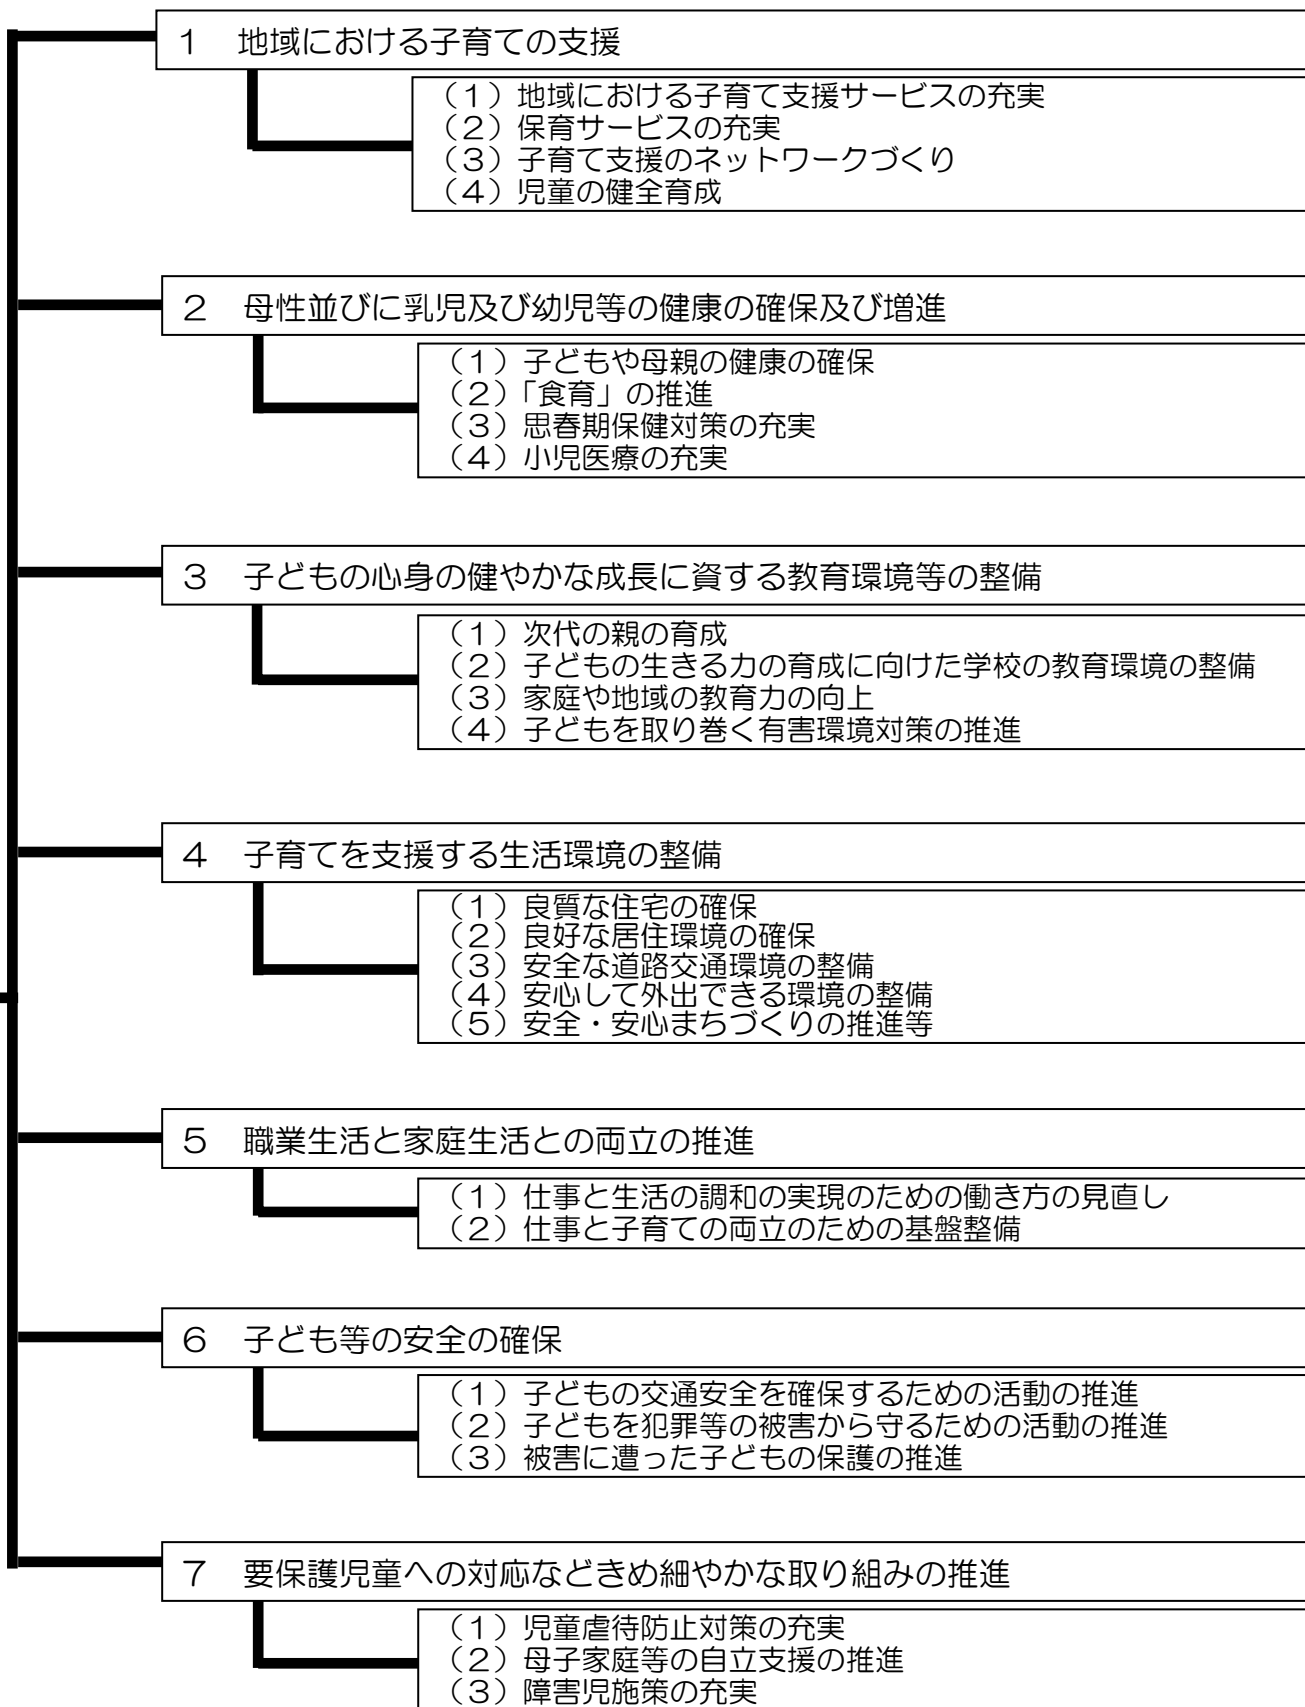 １　地域における子育ての支援
（１）地域における子育て支援サービスの充実
（２）保育サービスの充実
（３）子育て支援のネットワークづくり
（４）児童の健全育成
２　母性並びに乳児及び幼児等の健康の確保及び増進
（１）子どもや母親の健康の確保
（２）「食育」の推進
（３）思春期保健対策の充実
（４）小児医療の充実
３　子どもの心身の健やかな成長に資する教育環境等の整備
（１）次代の親の育成
（２）子どもの生きる力の育成に向けた学校の教育環境の整備
（３）家庭や地域の教育力の向上
（４）子どもを取り巻く有害環境対策の推進
４　子育てを支援する生活環境の整備
（１）良質な住宅の確保
（２）良好な居住環境の確保
（３）安全な道路交通環境の整備
（４）安心して外出できる環境の整備
（５）安全・安心まちづくりの推進等
５　職業生活と家庭生活との両立の推進
（１）仕事と生活の調和の実現のための働き方の見直し
（２）仕事と子育ての両立のための基盤整備
６　子ども等の安全の確保
（１）子どもの交通安全を確保するための活動の推進
（２）子どもを犯罪等の被害から守るための活動の推進
（３）被害に遭った子どもの保護の推進
７　要保護児童への対応などきめ細やかな取り組みの推進
（１）児童虐待防止対策の充実
（２）母子家庭等の自立支援の推進
（３）障害児施策の充実